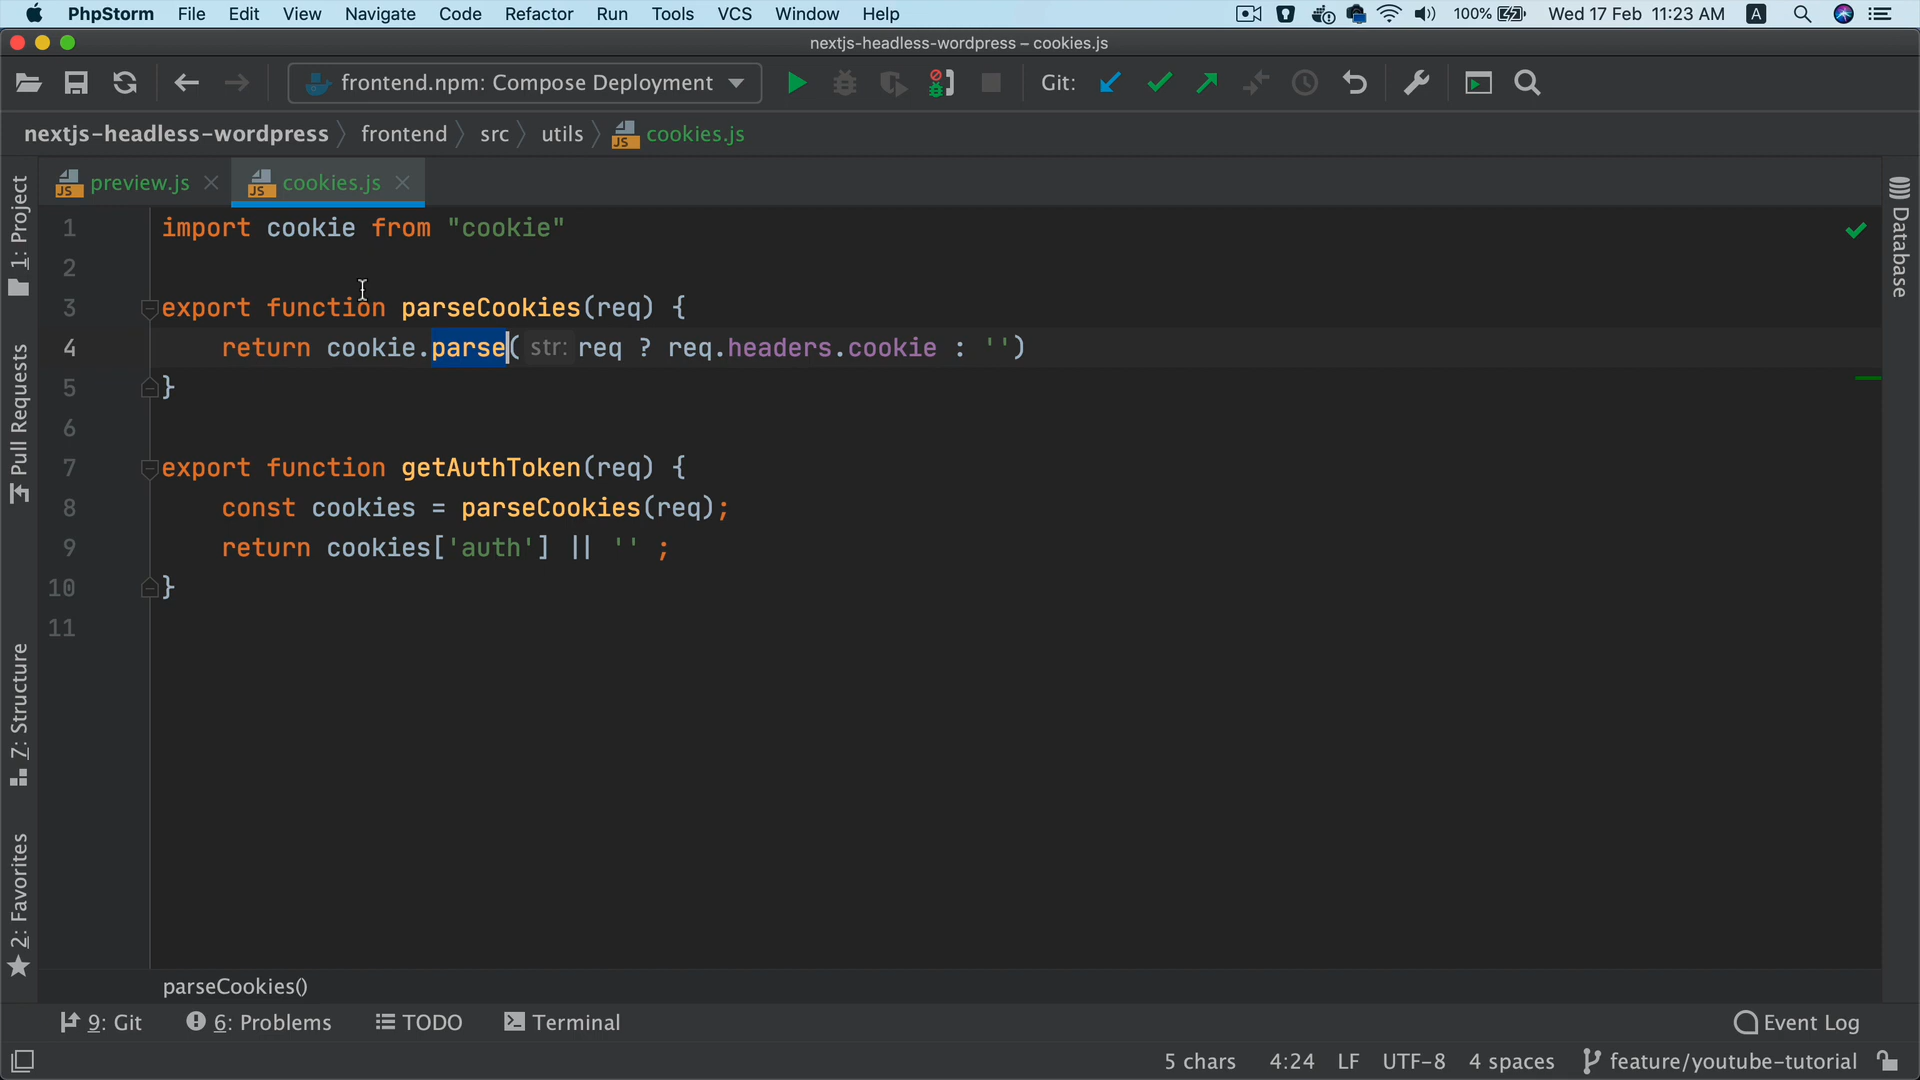 PhpStorm File Edit View Navigate Code Refactor Run Tools VCS Window Help 100% Wed 17 Feb 11:23 AM A
nextjs-headless-wordpress – cookies.js
frontend.npm: Compose Deployment Git:
nextjs-headless-wordpress frontend src utils JS cookies.js
JS preview.js JS cookies.js
1 import cookie from "cookie"
2
3 export function parseCookies(req) {
4 return cookie.parse( str: req ? req.headers.cookie : '')
5 }
6
7 export function getAuthToken(req) {
8 const cookies = parseCookies(req);
9 return cookies['auth'] || '' ;
10 }
11
1: Project
Pull Requests
7: Structure
2: Favorites
Database
parseCookies()
9: Git 6: Problems TODO Terminal Event Log
5 chars 4:24 LF UTF-8 4 spaces feature/youtube-tutorial